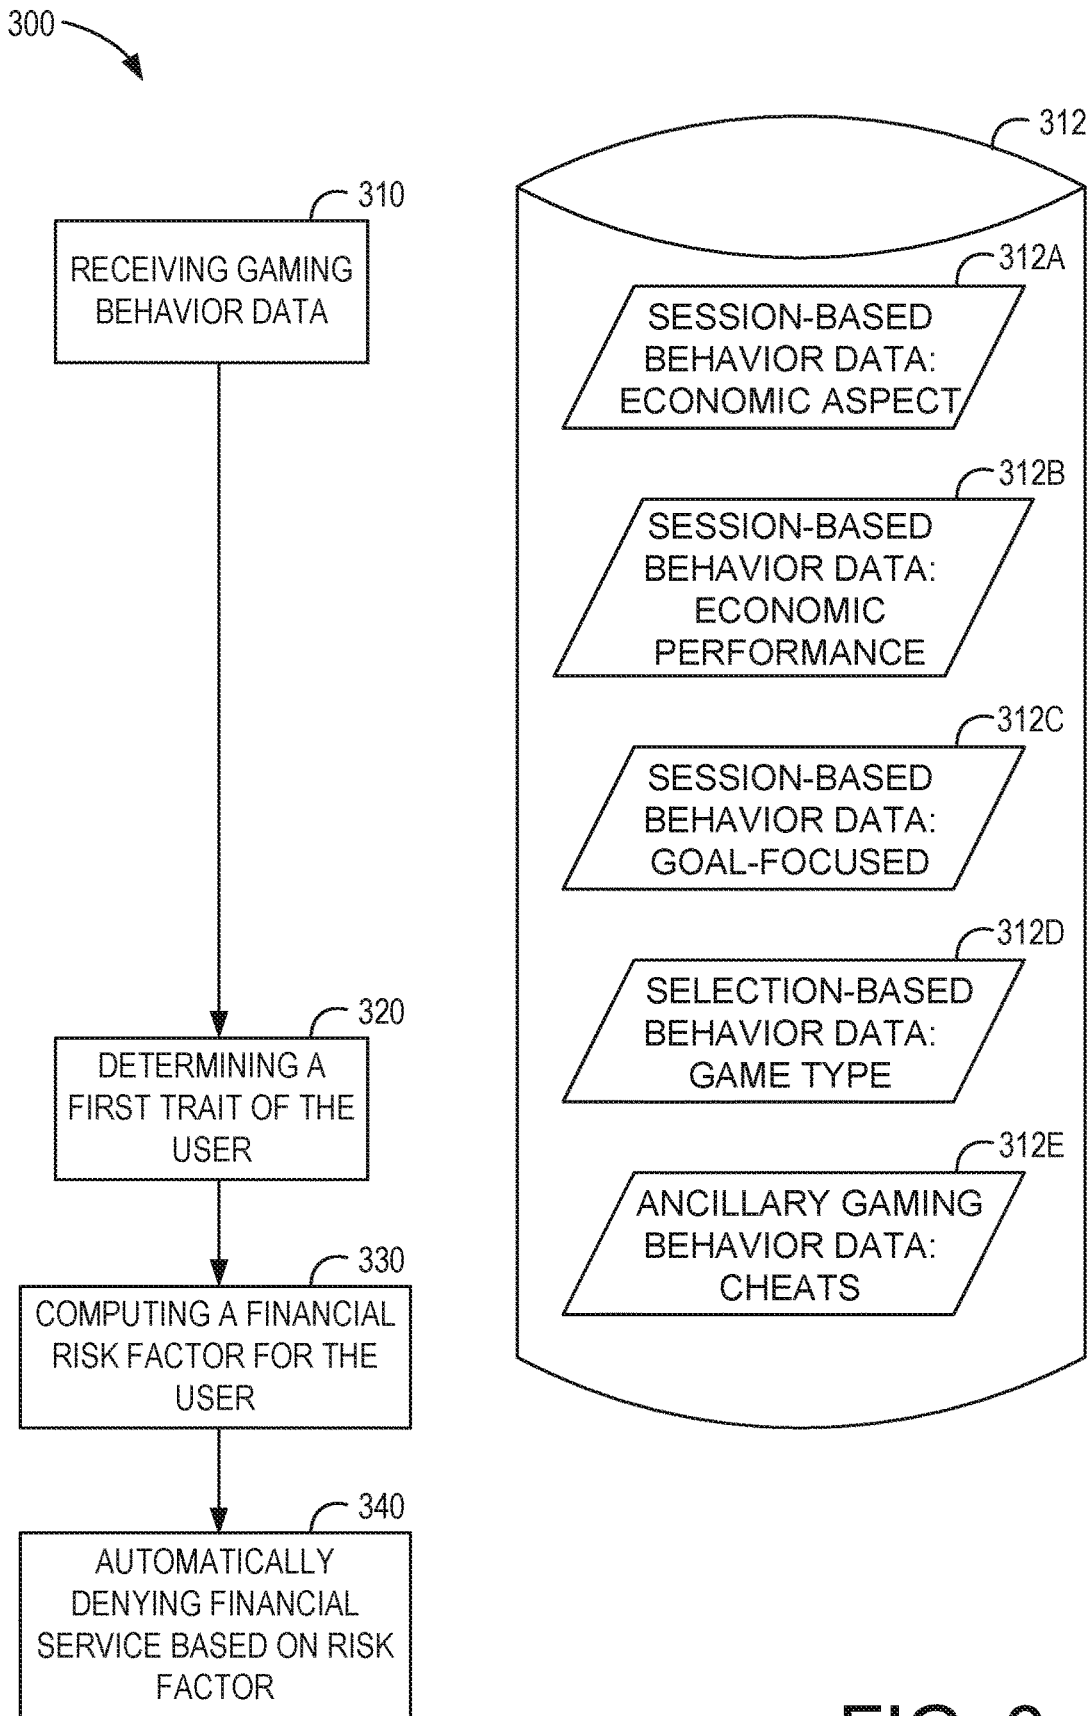 300
312
310
RECEIVING GAMING
BEHAVIOR DATA
312A
SESSION-BASED
BEHAVIOR DATA:
ECONOMIC ASPECT
312B
SESSION-BASED
BEHAVIOR DATA:
ECONOMIC
PERFORMANCE
312C
SESSION-BASED
BEHAVIOR DATA:
GOAL-FOCUSED
312D
SELECTION-BASED
BEHAVIOR DATA:
GAME TYPE
312E
ANCILLARY GAMING
BEHAVIOR DATA:
CHEATS
320
DETERMINING A
FIRST TRAIT OF THE
USER
330
COMPUTING A FINANCIAL
RISK FACTOR FOR THE
USER
340
AUTOMATICALLY
DENYING FINANCIAL
SERVICE BASED ON RISK
FACTOR
FIG.